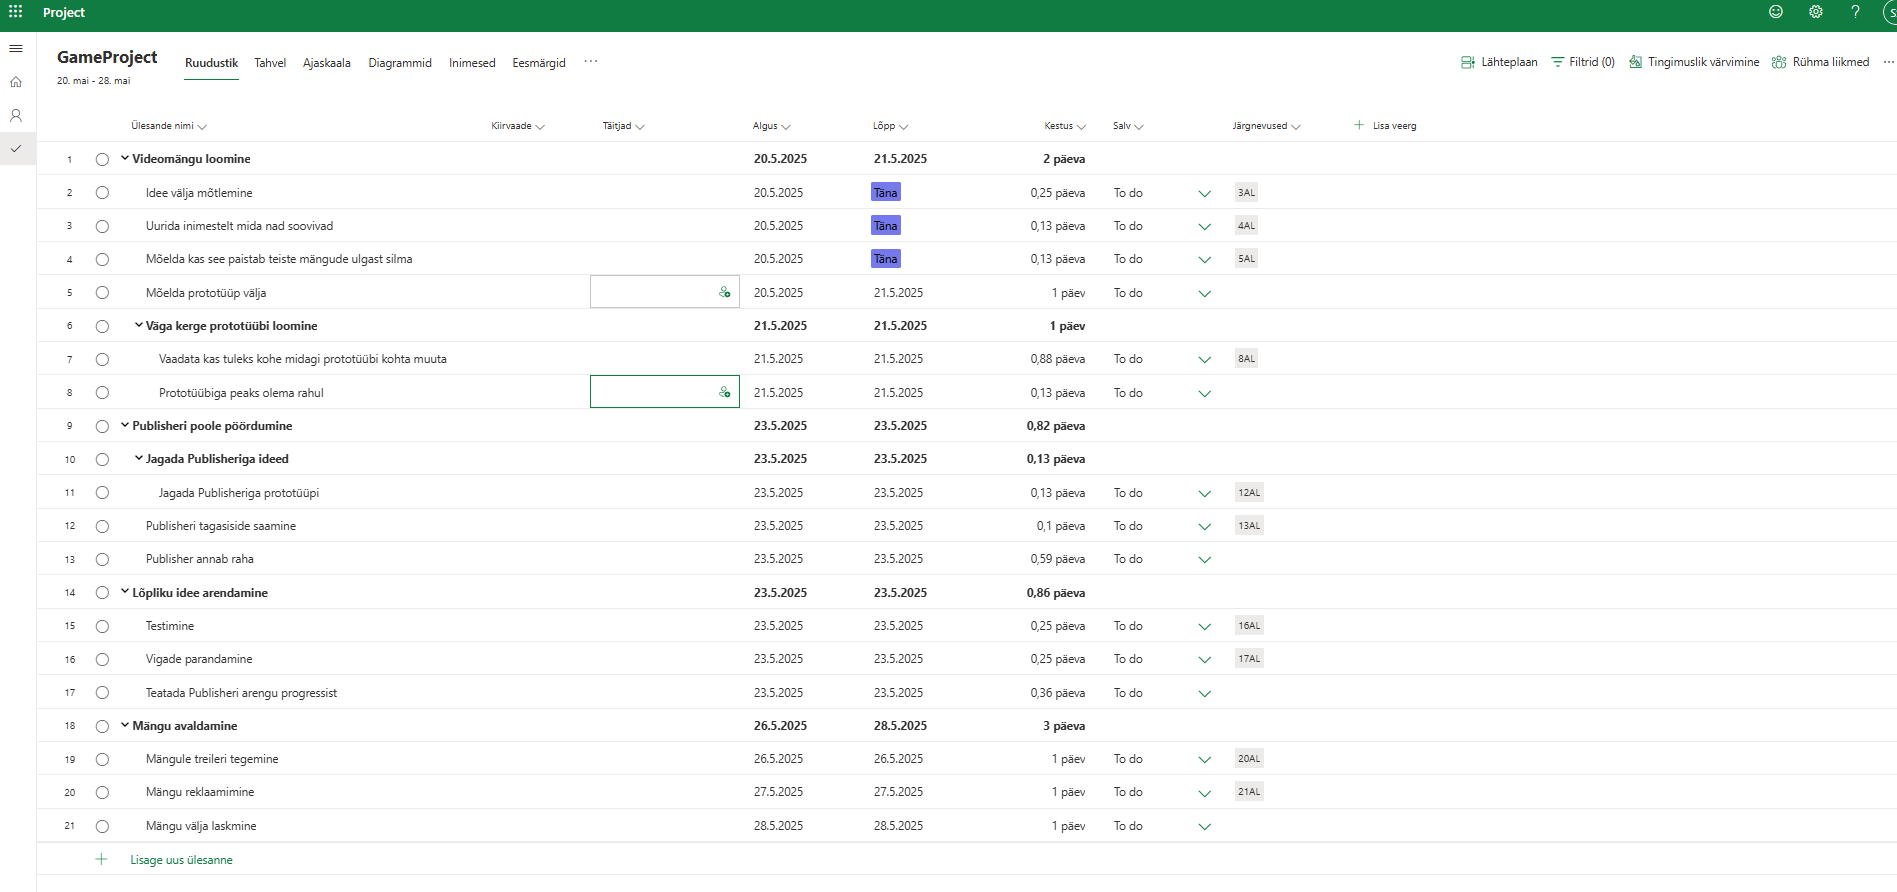 Project
S
GameProject
20. mai - 28. mai
Ruudustik Tahvel Ajaskaala Diagrammid Inimesed Eesmärgid ...
Lähteplaan Filtrid (0) Tingimuslik värvimine Rühma liikmed ...
Ülesande nimi Kiirvaade Täitjad Algus Lõpp Kestus Salv Järgnevused + Lisa veerg
1 Videomängu loomine 20.5.2025 21.5.2025 2 päeva
2 Idee välja mõtlemine 20.5.2025 Täna 0,25 päeva To do 3AL
3 Uurida inimestelt mida nad soovivad 20.5.2025 Täna 0,13 päeva To do 4AL
4 Mõelda kas see paistab teiste mängude ulgast silma 20.5.2025 Täna 0,13 päeva To do 5AL
5 Mõelda prototüüp välja 20.5.2025 21.5.2025 1 päev To do
6 Väga kerge prototüübi loomine 21.5.2025 21.5.2025 1 päev
7 Vaadata kas tuleks kohe midagi prototüübi kohta muuta 21.5.2025 21.5.2025 0,88 päeva To do 8AL
8 Prototüübiga peaks olema rahul 21.5.2025 21.5.2025 0,13 päeva To do
9 Publisheri poole pöördumine 23.5.2025 23.5.2025 0,82 päeva
10 Jagada Publisheriga ideed 23.5.2025 23.5.2025 0,13 päeva
11 Jagada Publisheriga prototüüpi 23.5.2025 23.5.2025 0,13 päeva To do 12AL
12 Publisheri tagasiside saamine 23.5.2025 23.5.2025 0,1 päeva To do 13AL
13 Publisher annab raha 23.5.2025 23.5.2025 0,59 päeva To do
14 Lõpliku idee arendamine 23.5.2025 23.5.2025 0,86 päeva
15 Testimine 23.5.2025 23.5.2025 0,25 päeva To do 16AL
16 Vigade parandamine 23.5.2025 23.5.2025 0,25 päeva To do 17AL
17 Teatada Publisheri arengu progressist 23.5.2025 23.5.2025 0,36 päeva To do
18 Mängu avaldamine 26.5.2025 28.5.2025 3 päeva
19 Mängule treileri tegemine 26.5.2025 26.5.2025 1 päev To do 20AL
20 Mängu reklaamimine 27.5.2025 27.5.2025 1 päev To do 21AL
21 Mängu välja laskmine 28.5.2025 28.5.2025 1 päev To do
+ Lisage uus ülesanne